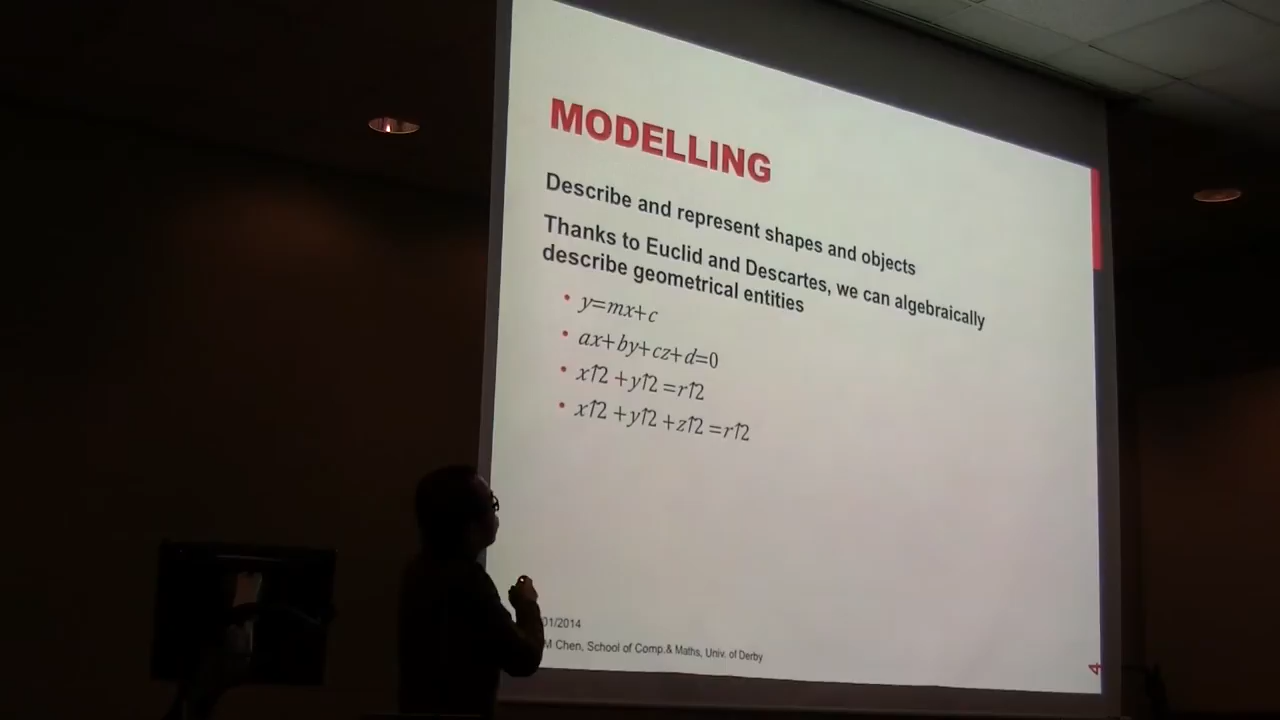 MODELLING
Describe and represent shapes and objects
Thanks to Euclid and Descartes, we can algebraically
describe geometrical entities
• y=mx+c
• ax+by+cz+d=0
• x↑2 +y↑2 =r↑2
• x↑2 +y↑2 +z↑2 =r↑2
01/2014
M Chen, School of Comp.& Maths, Univ. of Derby
4